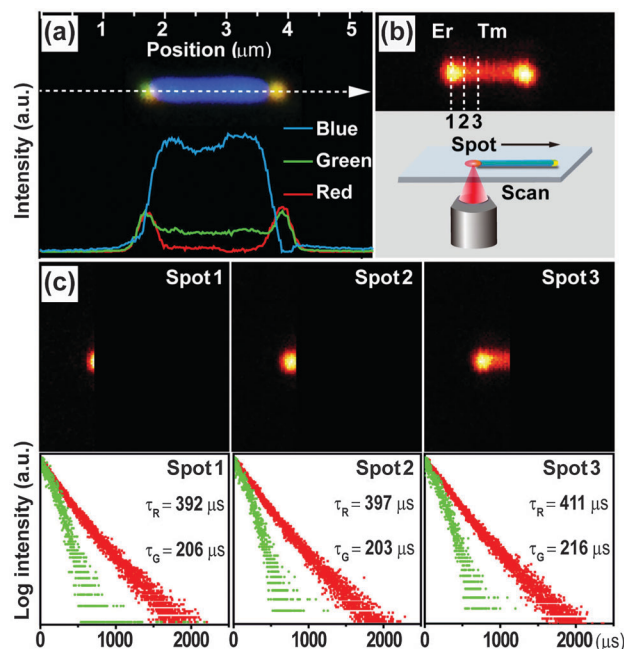 (a)
1 2 3 4 5
Position (μm)
Intensity (a.u.)
Blue
Green
Red
(b)
Er Tm
1 2 3
Spot
Scan
(c)
Spot 1
Spot 2
Spot 3
Log intensity (a.u.)
Spot 1
τR = 392 μs
τG = 206 μs
Spot 2
τR = 397 μs
τG = 203 μs
Spot 3
τR = 411 μs
τG = 216 μs
0 1000 2000
0 1000 2000
0 1000 2000 (μs)